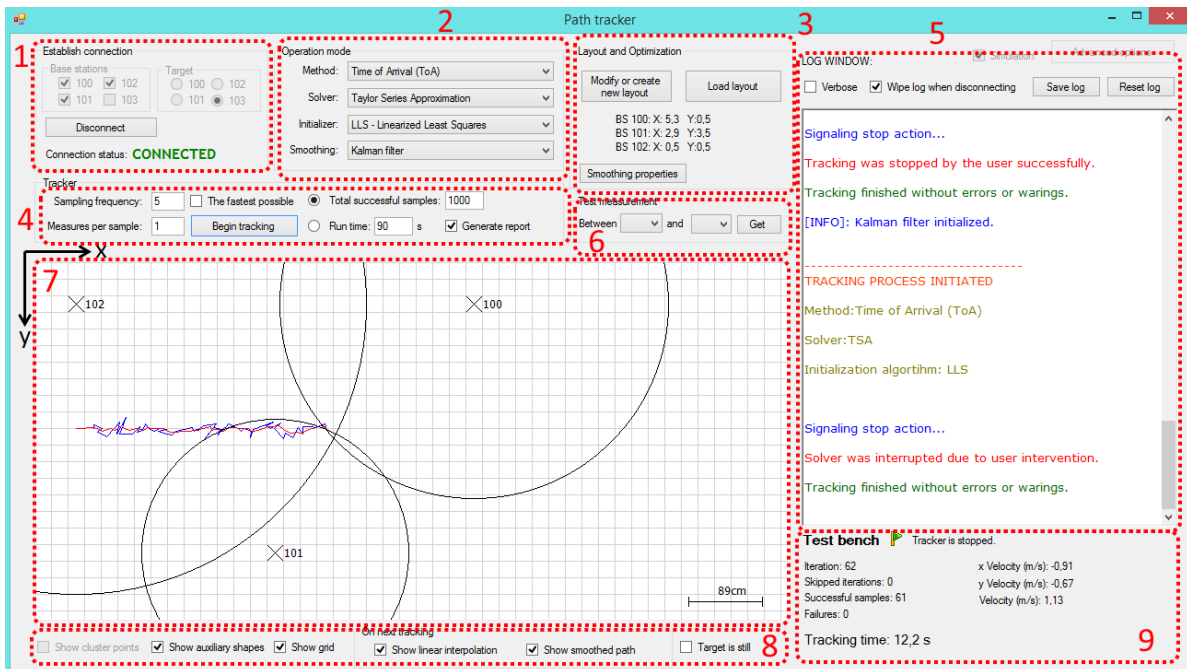 Path tracker
1
2
3
5
Establish connection
Base stations
100 102
101 103
Target
100 102
101 103
Disconnect
Connection status: CONNECTED
Operation mode
Method: Time of Arrival (ToA)
Solver: Taylor Series Approximation
Initializer: LLS - Linearized Least Squares
Smoothing: Kalman filter
Layout and Optimization
Modify or create
new layout
Load layout
BS 100: X: 5,3 Y:0,5
BS 101: X: 2,9 Y:3,5
BS 102: X: 0,5 Y:0,5
Smoothing properties
Simulation
Advanced options
LOG WINDOW:
Verbose Wipe log when disconnecting Save log Reset log
Signaling stop action...
Tracking was stopped by the user successfully.
Tracking finished without errors or warings.
[INFO]: Kalman filter initialized.
--------------------------------
TRACKING PROCESS INITIATED
Method:Time of Arrival (ToA)
Solver:TSA
Initialization algortihm: LLS
Signaling stop action...
Solver was interrupted due to user intervention.
Tracking finished without errors or warings.
4
Tracker
Sampling frequency: 5 The fastest possible Total successful samples: 1000
Measures per sample: 1 Begin tracking Run time: 90 s Generate report
6
Test measurement
Between and Get
x
y
7
102
100
101
89cm
8
On next tracking
Show cluster points Show auxiliary shapes Show grid Show linear interpolation Show smoothed path Target is still
9
Test bench Tracker is stopped.
Iteration: 62 x Velocity (m/s): -0,91
Skipped iterations: 0 y Velocity (m/s): -0,67
Successful samples: 61 Velocity (m/s): 1,13
Failures: 0
Tracking time: 12,2 s